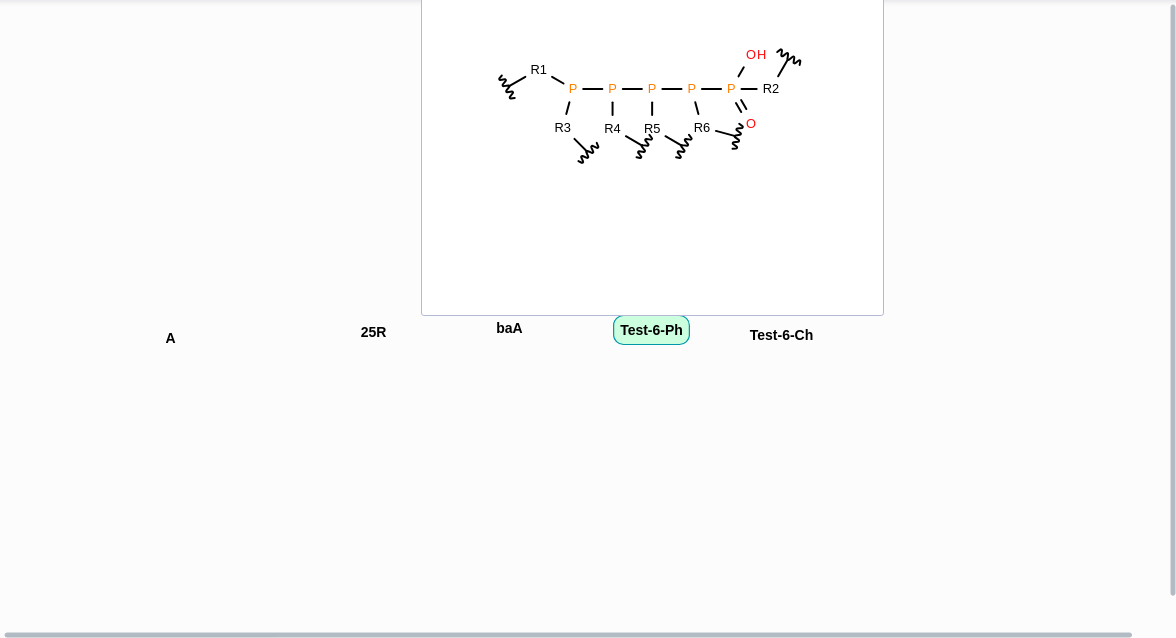 OH
R1
P P P P P R2
R3 R4 R5 R6 O
A 25R baA Test-6-Ph Test-6-Ch